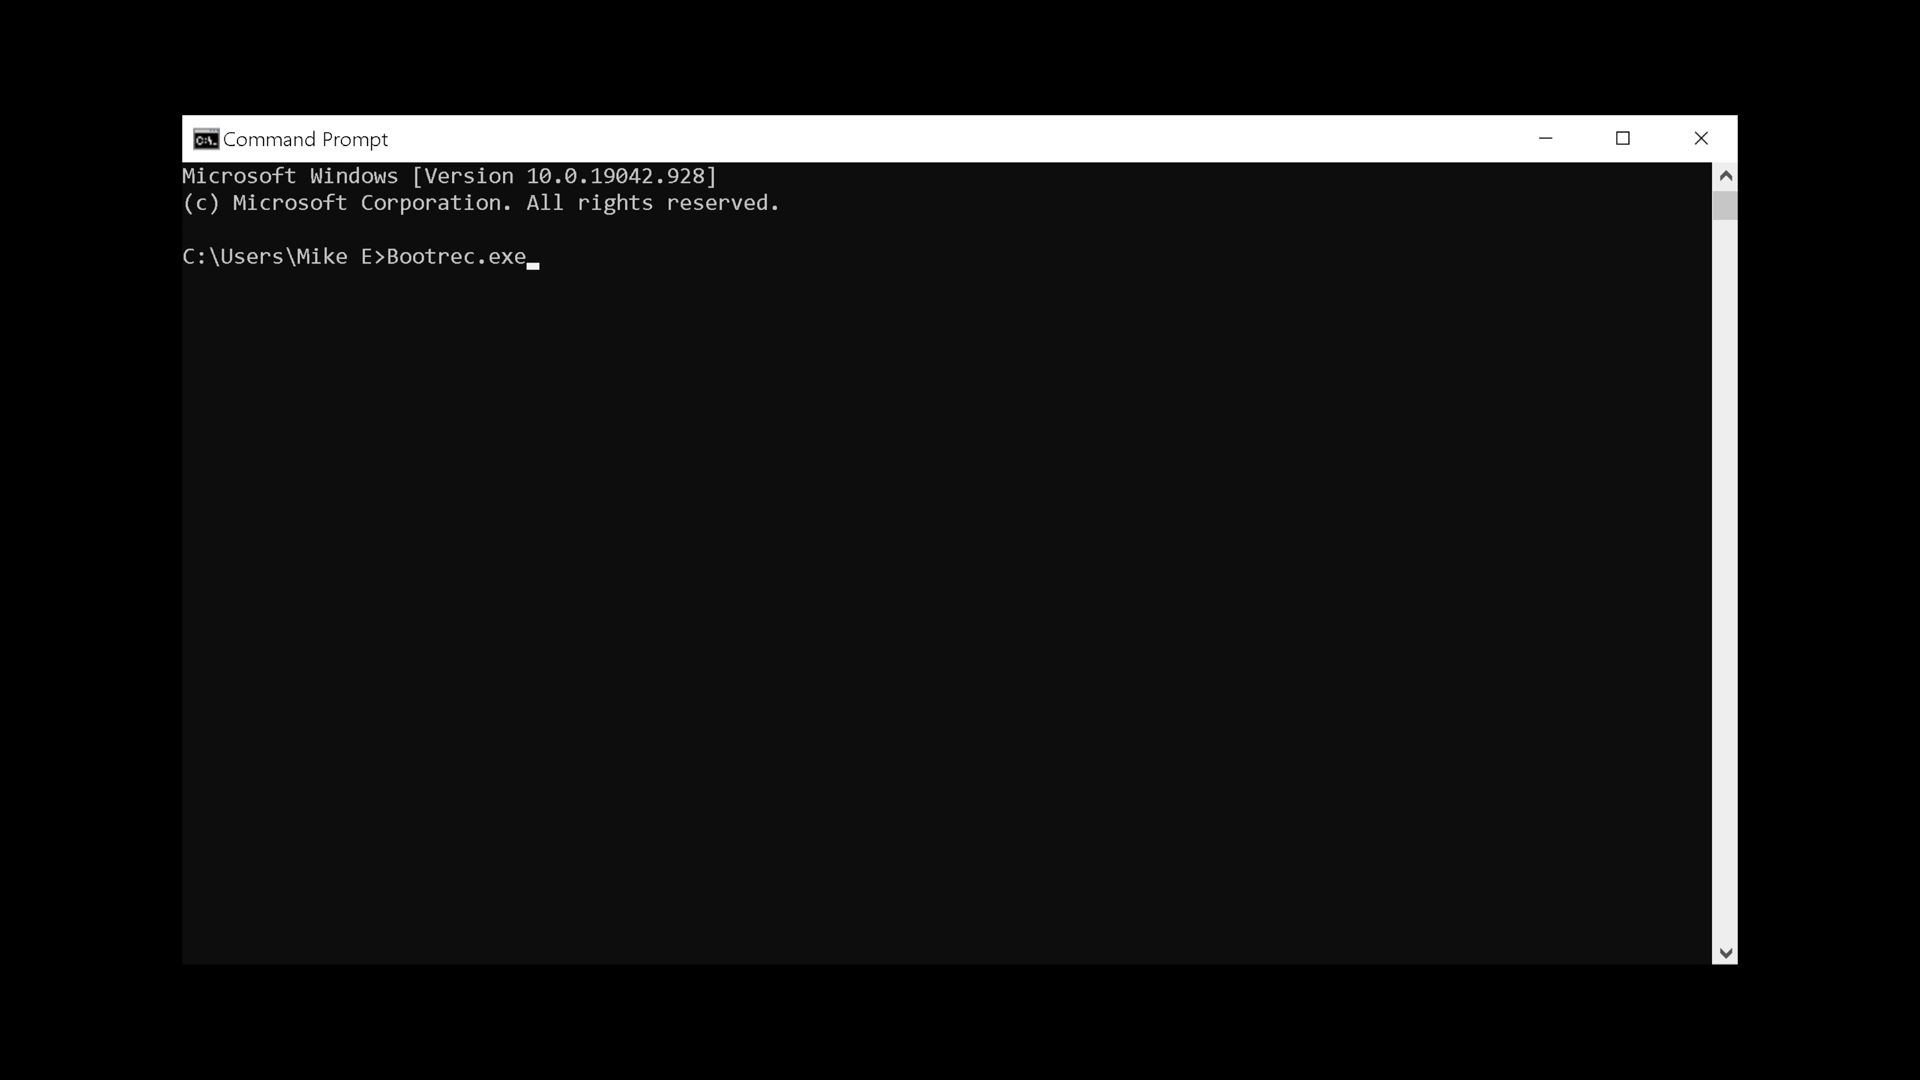 Command Prompt
Microsoft Windows [Version 10.0.19042.928]
(c) Microsoft Corporation. All rights reserved.
C:\Users\Mike E>Bootrec.exe